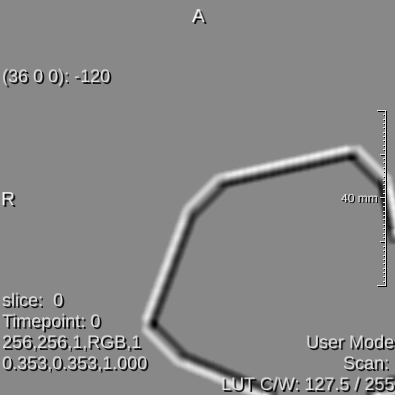 A
(36 0 0): -120
R
40 mm
slice: 0
Timepoint: 0
256,256,1,RGB,1
0.353,0.353,1.000
User Mode
Scan:
LUT C/W: 127.5 / 255